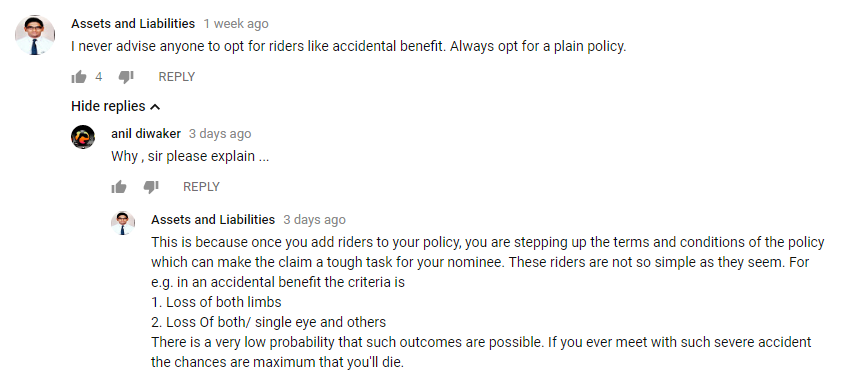 Assets and Liabilities 1 week ago
I never advise anyone to opt for riders like accidental benefit. Always opt for a plain policy.
4 REPLY
Hide replies
anil diwaker 3 days ago
Why , sir please explain ...
REPLY
Assets and Liabilities 3 days ago
This is because once you add riders to your policy, you are stepping up the terms and conditions of the policy
which can make the claim a tough task for your nominee. These riders are not so simple as they seem. For
e.g. in an accidental benefit the criteria is
1. Loss of both limbs
2. Loss Of both/ single eye and others
There is a very low probability that such outcomes are possible. If you ever meet with such severe accident
the chances are maximum that you'll die.